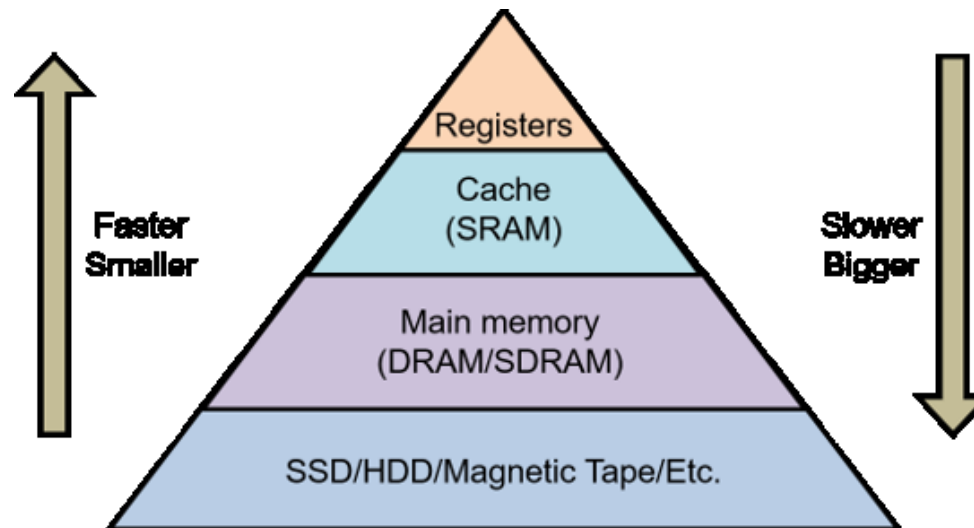 Registers
Cache
(SRAM)
Faster
Smaller
Slower
Bigger
Main memory
(DRAM/SDRAM)
SSD/HDD/Magnetic Tape/Etc.